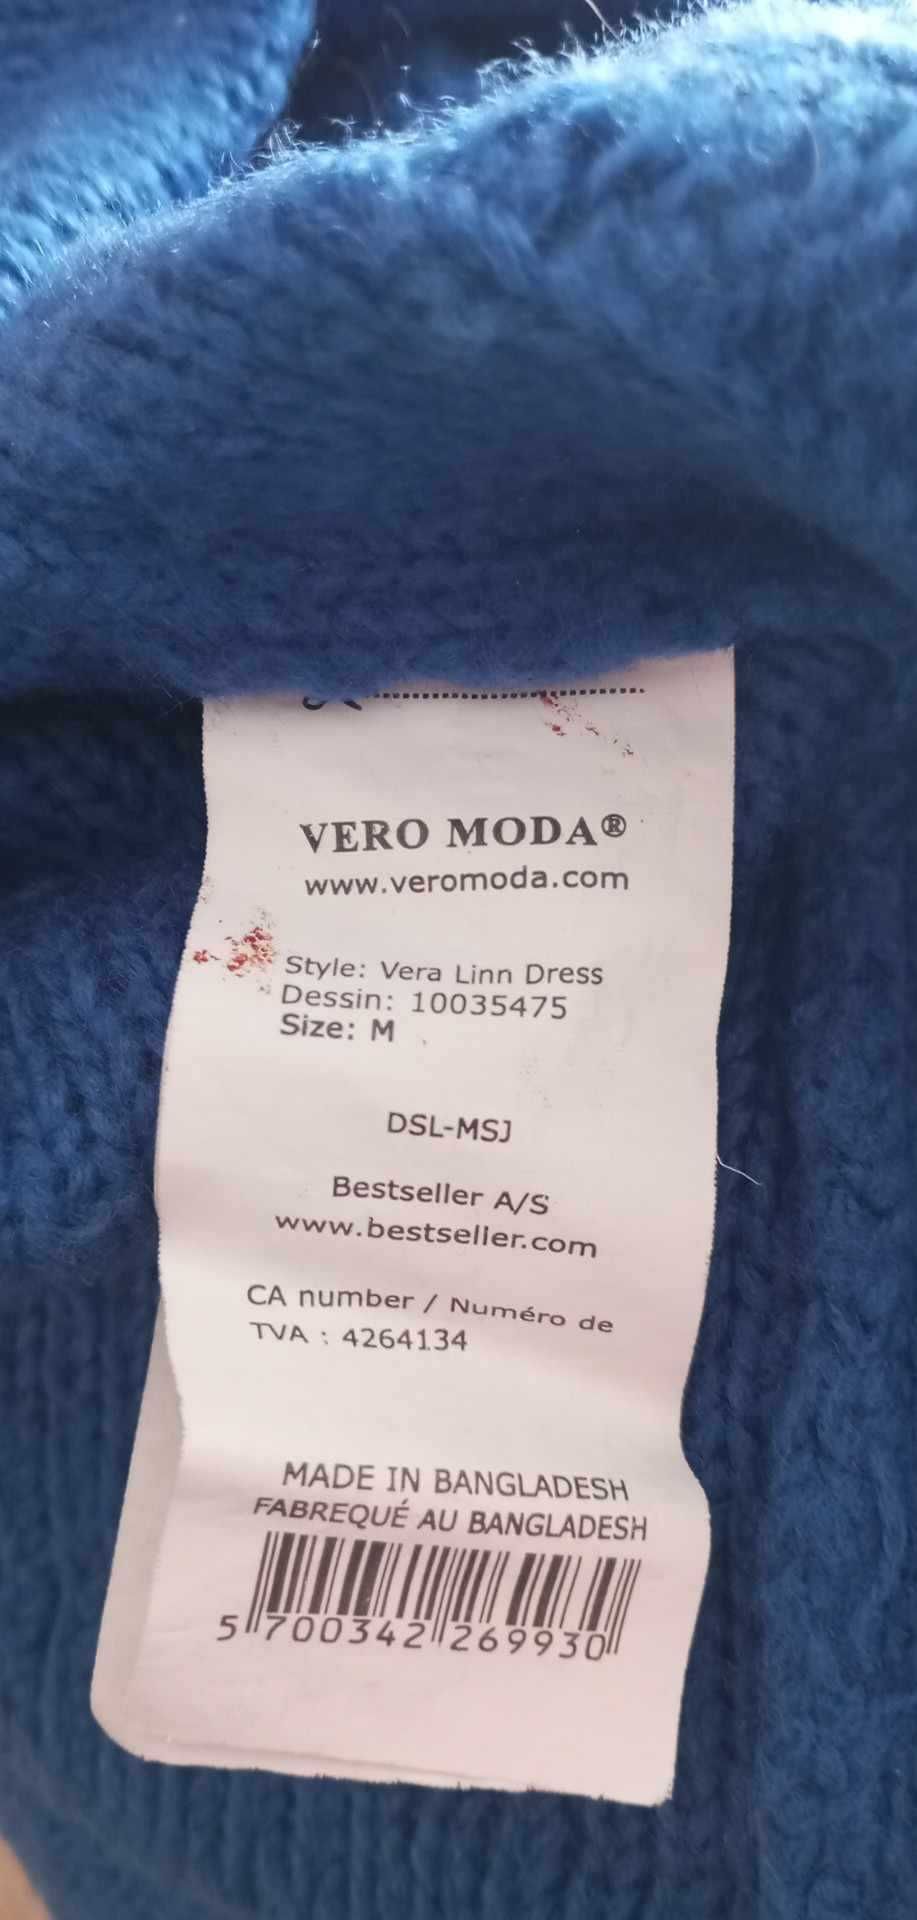 VERO MODA®
www.veromoda.com
Style: Vera Linn Dress
Dessin: 10035475
Size: M
DSL-MSJ
Bestseller A/S
www.bestseller.com
CA number / Numéro de
TVA : 4264134
MADE IN BANGLADESH
FABREQUÉ AU BANGLADESH
5 700342 269930